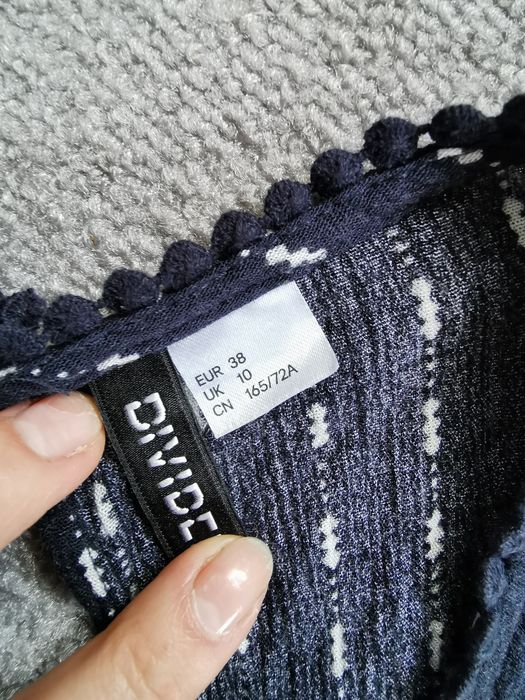 EUR 38
UK 10
CN 165/72A
DIVIDE